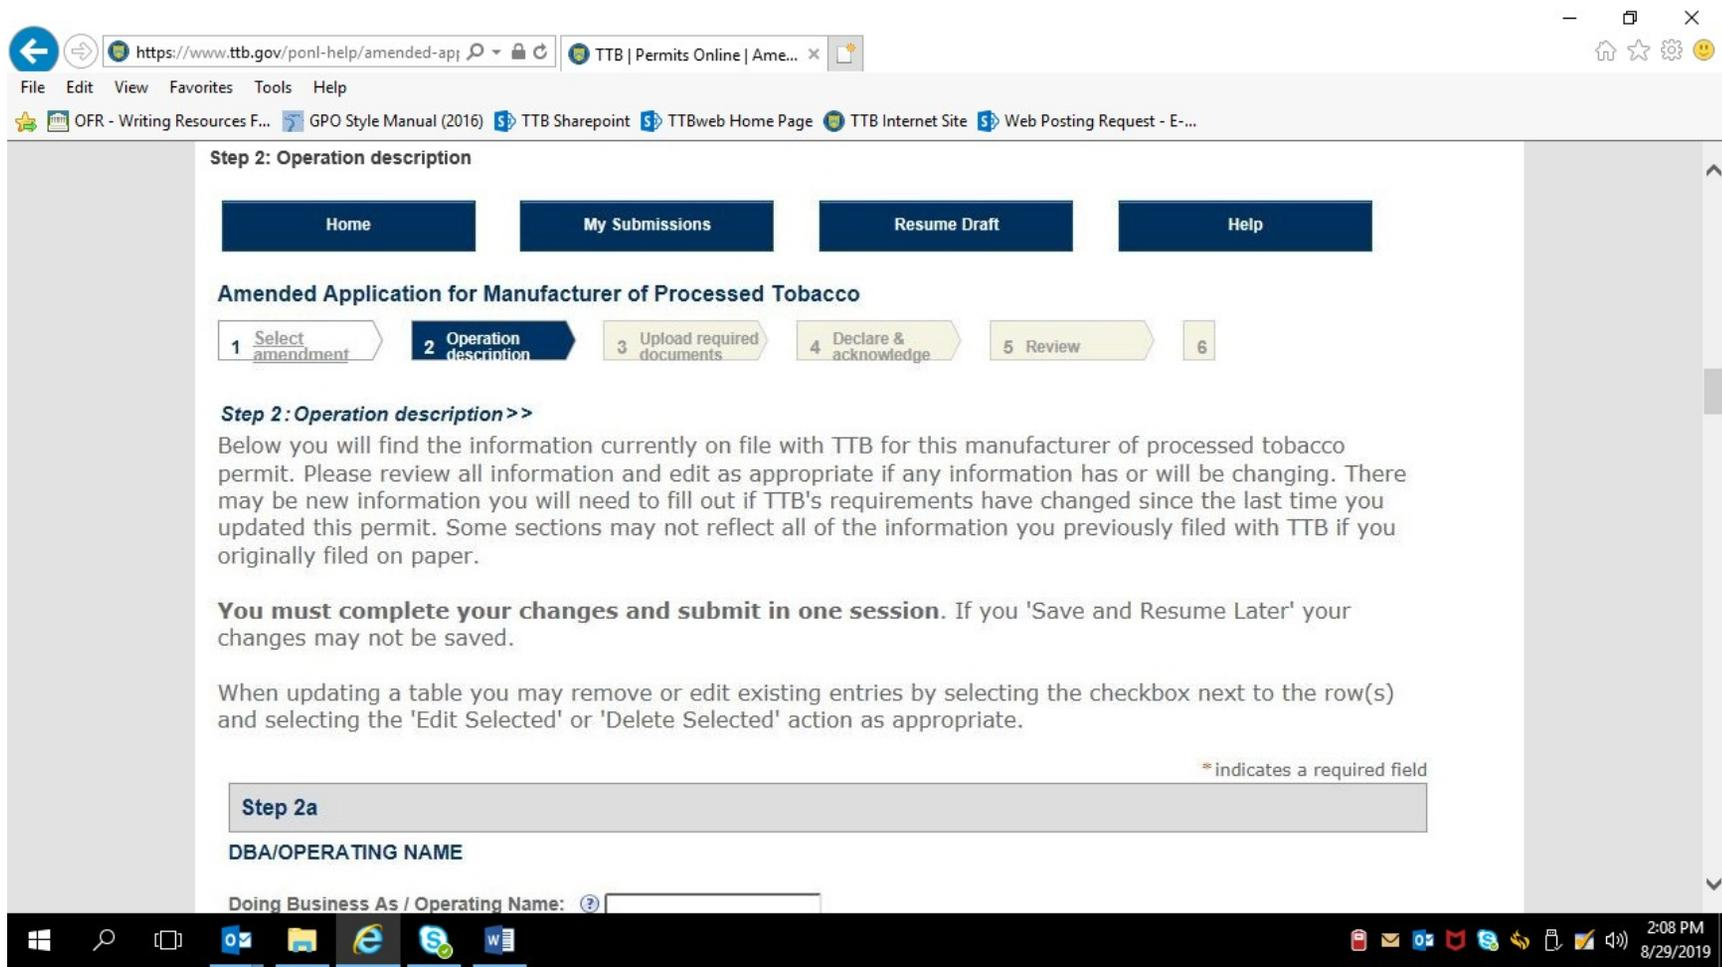 https://www.ttb.gov/ponl-help/amended-app
TTB | Permits Online | Ame...
File Edit View Favorites Tools Help
OFR - Writing Resources F... GPO Style Manual (2016) TTB Sharepoint TTBweb Home Page TTB Internet Site Web Posting Request - E-...
Step 2: Operation description
Home My Submissions Resume Draft Help
Amended Application for Manufacturer of Processed Tobacco
1 Select amendment
2 Operation description
3 Upload required documents
4 Declare & acknowledge
5 Review
6
Step 2: Operation description>>
Below you will find the information currently on file with TTB for this manufacturer of processed tobacco
permit. Please review all information and edit as appropriate if any information has or will be changing. There
may be new information you will need to fill out if TTB's requirements have changed since the last time you
updated this permit. Some sections may not reflect all of the information you previously filed with TTB if you
originally filed on paper.
You must complete your changes and submit in one session. If you 'Save and Resume Later' your
changes may not be saved.
When updating a table you may remove or edit existing entries by selecting the checkbox next to the row(s)
and selecting the 'Edit Selected' or 'Delete Selected' action as appropriate.
* indicates a required field
Step 2a
DBA/OPERATING NAME
Doing Business As / Operating Name:
2:08 PM
8/29/2019